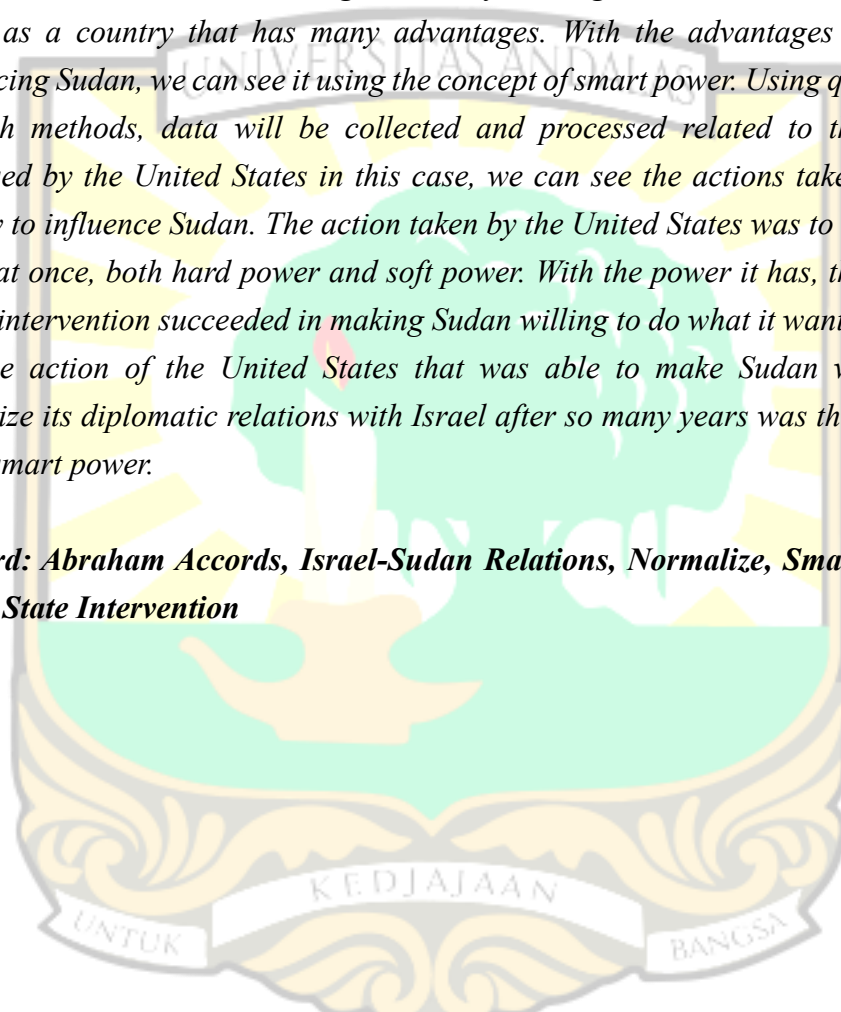 as a country that has many advantages. With the advantages
UNIVERSITAS ANDALAS
cing Sudan, we can see it using the concept of smart power. Using q
h methods, data will be collected and processed related to th
ed by the United States in this case, we can see the actions take
y to influence Sudan. The action taken by the United States was to
at once, both hard power and soft power. With the power it has, th
intervention succeeded in making Sudan willing to do what it want
e action of the United States that was able to make Sudan w
ize its diplomatic relations with Israel after so many years was th
mart power.
rd: Abraham Accords, Israel-Sudan Relations, Normalize, Sma
State Intervention
KEDJAJAAN
UNTUK
BANGSA